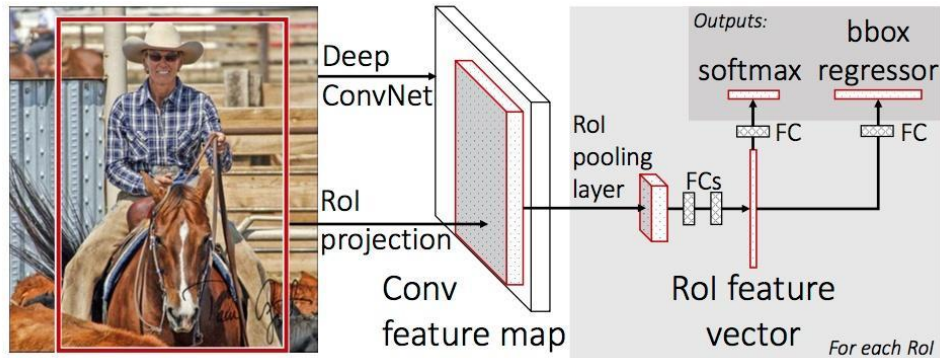 Deep
ConvNet
RoI
projection
Conv
feature map
RoI
pooling
layer
FCs
RoI feature
vector
For each RoI
Outputs:
softmax
bbox
regressor
FC
FC